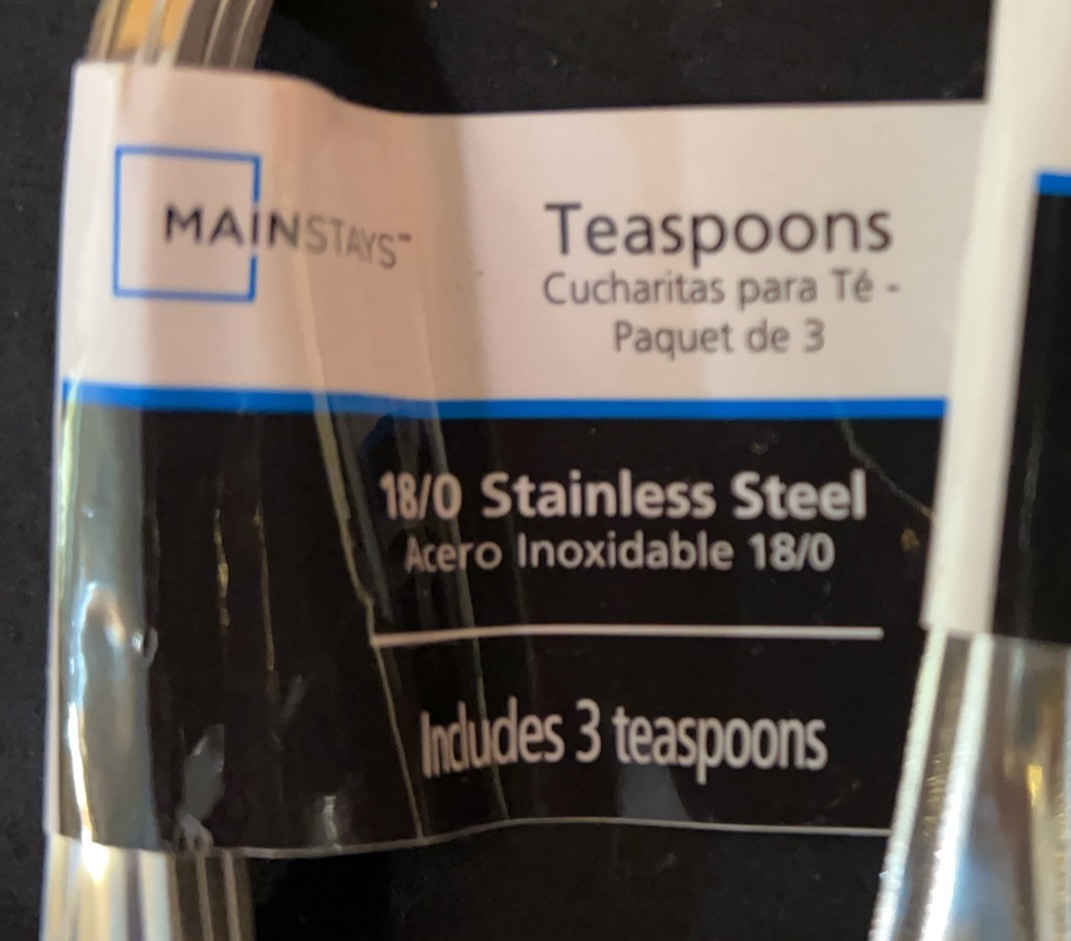 MAINSTAYS™
Teaspoons
Cucharitas para Té -
Paquet de 3
18/0 Stainless Steel
Acero Inoxidable 18/0
Includes 3 teaspoons